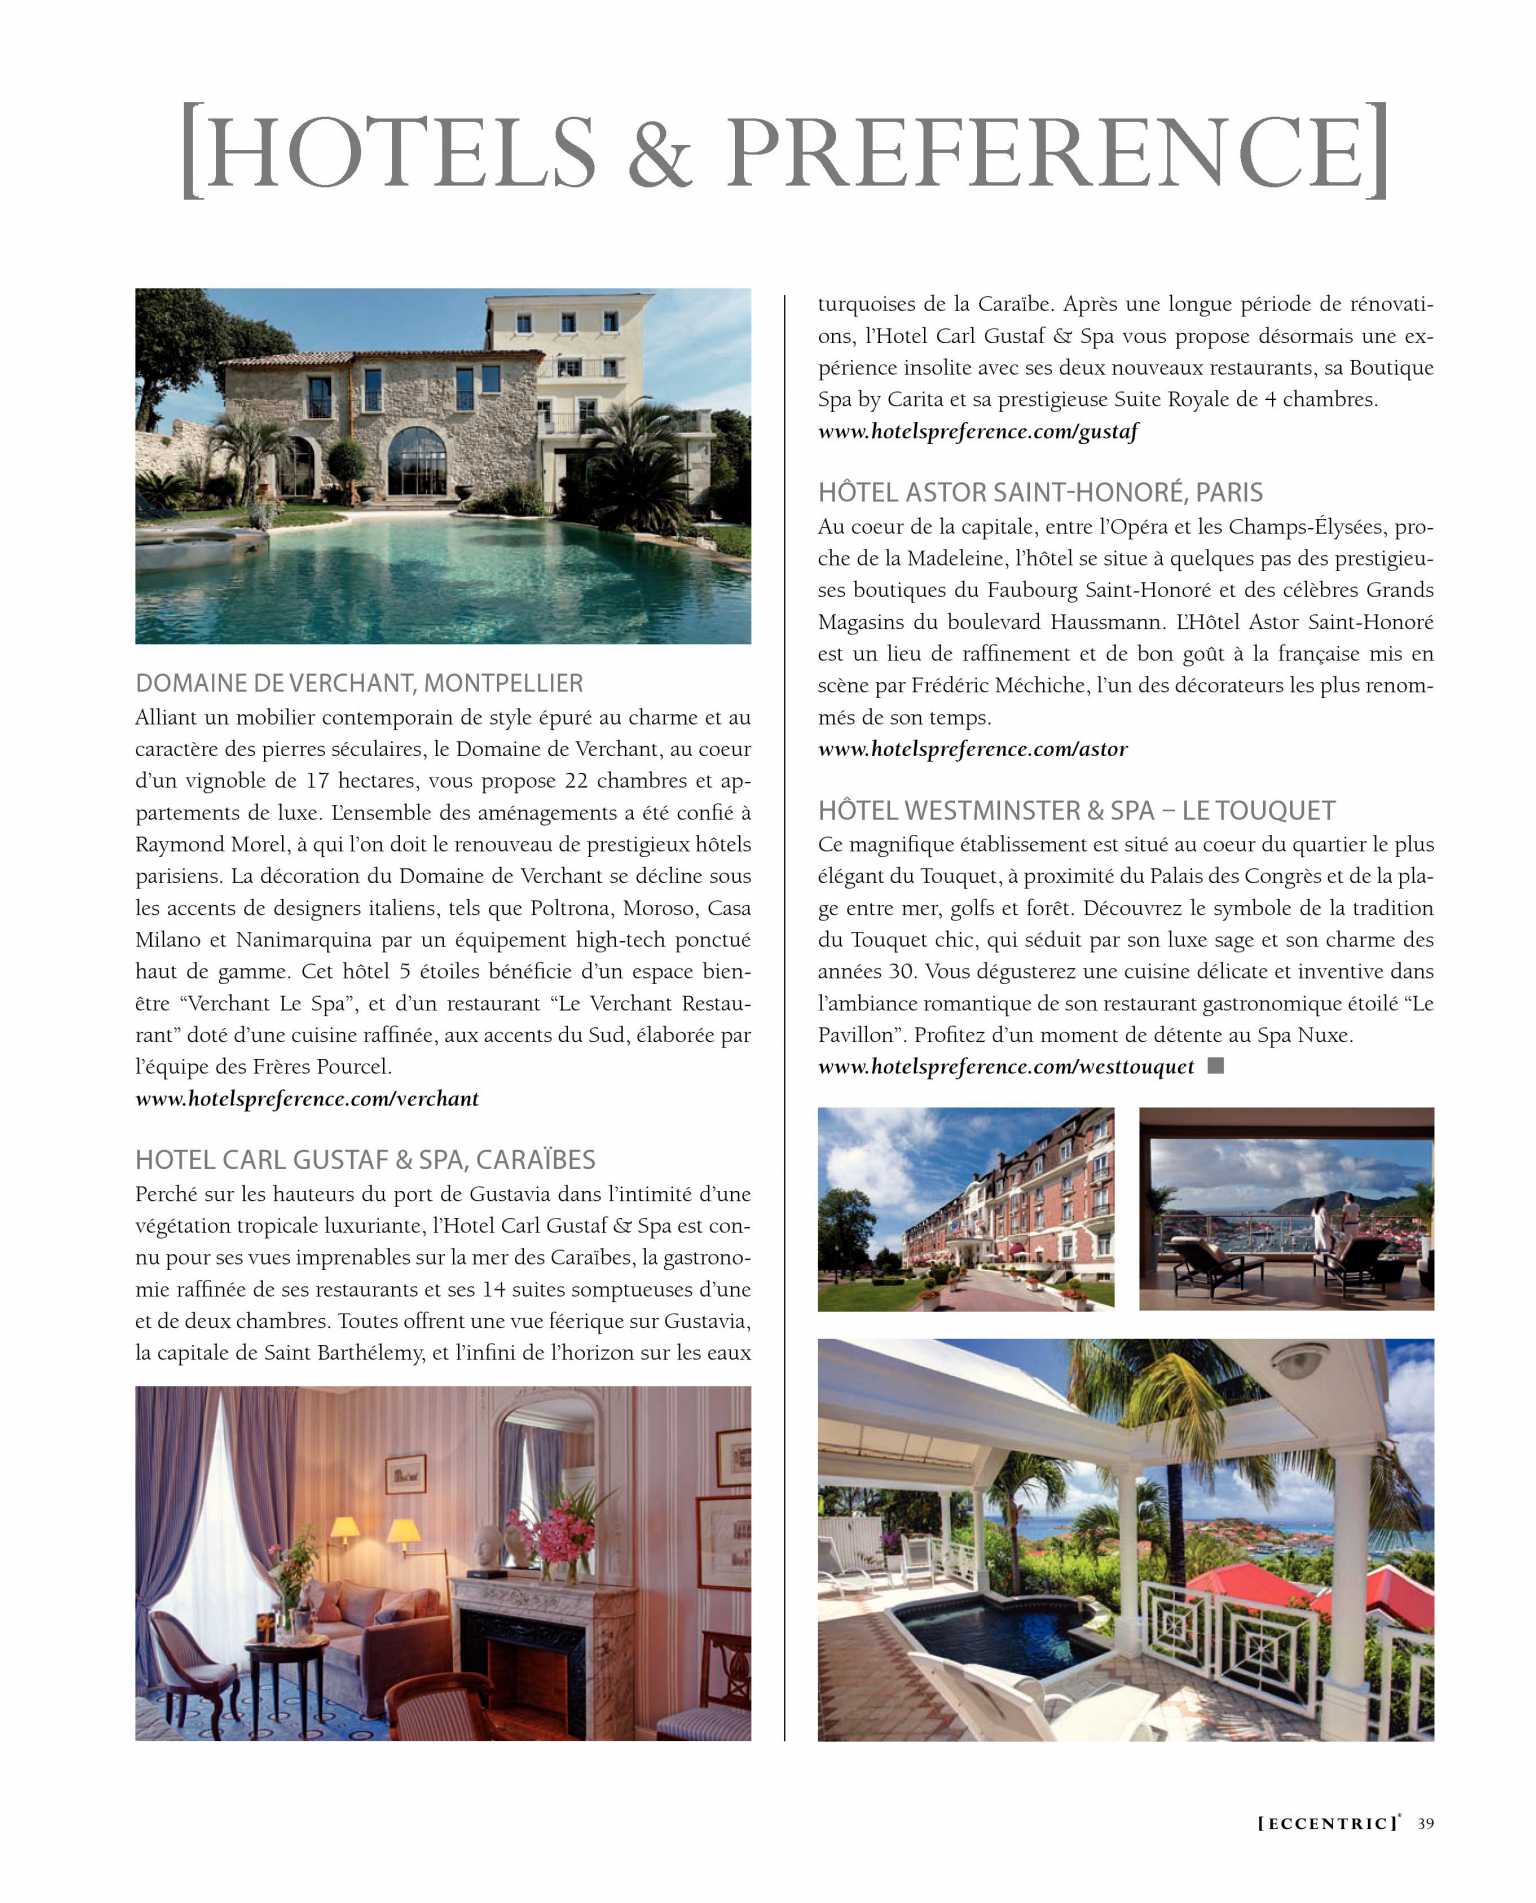 [HOTELS & PREFERENCE]
DOMAINE DE VERCHANT, MONTPELLIER
Alliant un mobilier contemporain de style épuré au charme et au
caractère des pierres séculaires, le Domaine de Verchant, au coeur
d’un vignoble de 17 hectares, vous propose 22 chambres et ap-
partements de luxe. L’ensemble des aménagements a été confié à
Raymond Morel, à qui l’on doit le renouveau de prestigieux hôtels
parisiens. La décoration du Domaine de Verchant se décline sous
les accents de designers italiens, tels que Poltrona, Moroso, Casa
Milano et Nanimarquina par un équipement high-tech ponctué
haut de gamme. Cet hôtel 5 étoiles bénéficie d’un espace bien-
être “Verchant Le Spa”, et d’un restaurant “Le Verchant Restau-
rant” doté d’une cuisine raffinée, aux accents du Sud, élaborée par
l’équipe des Frères Pourcel.
www.hotelspreference.com/verchant
HOTEL CARL GUSTAF & SPA, CARAÏBES
Perché sur les hauteurs du port de Gustavia dans l’intimité d’une
végétation tropicale luxuriante, l’Hotel Carl Gustaf & Spa est con-
nu pour ses vues imprenables sur la mer des Caraïbes, la gastrono-
mie raffinée de ses restaurants et ses 14 suites somptueuses d’une
et de deux chambres. Toutes offrent une vue féerique sur Gustavia,
la capitale de Saint Barthélemy, et l’infini de l’horizon sur les eaux
turquoises de la Caraïbe. Après une longue période de rénovati-
ons, l’Hotel Carl Gustaf & Spa vous propose désormais une ex-
périence insolite avec ses deux nouveaux restaurants, sa Boutique
Spa by Carita et sa prestigieuse Suite Royale de 4 chambres.
www.hotelspreference.com/gustaf
HÔTEL ASTOR SAINT-HONORÉ, PARIS
Au coeur de la capitale, entre l’Opéra et les Champs-Élysées, pro-
che de la Madeleine, l’hôtel se situe à quelques pas des prestigieu-
ses boutiques du Faubourg Saint-Honoré et des célèbres Grands
Magasins du boulevard Haussmann. L’Hôtel Astor Saint-Honoré
est un lieu de raffinement et de bon goût à la française mis en
scène par Frédéric Méchiche, l’un des décorateurs les plus renom-
més de son temps.
www.hotelspreference.com/astor
HÔTEL WESTMINSTER & SPA – LE TOUQUET
Ce magnifique établissement est situé au coeur du quartier le plus
élégant du Touquet, à proximité du Palais des Congrès et de la pla-
ge entre mer, golfs et forêt. Découvrez le symbole de la tradition
du Touquet chic, qui séduit par son luxe sage et son charme des
années 30. Vous dégusterez une cuisine délicate et inventive dans
l’ambiance romantique de son restaurant gastronomique étoilé “Le
Pavillon”. Profitez d’un moment de détente au Spa Nuxe.
www.hotelspreference.com/westtouquet ■
[ECCENTRIC]® 39